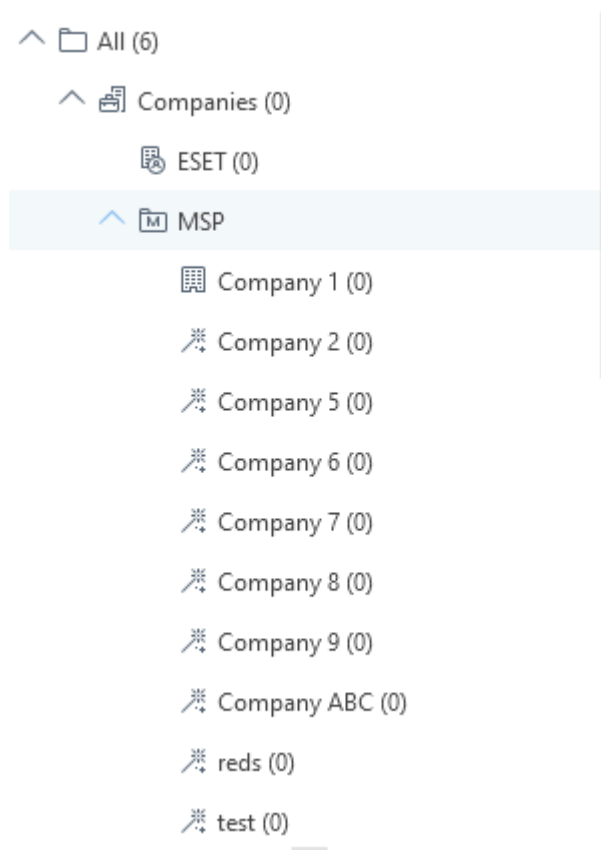 All (6)
Companies (0)
ESET (0)
MSP
Company 1 (0)
Company 2 (0)
Company 5 (0)
Company 6 (0)
Company 7 (0)
Company 8 (0)
Company 9 (0)
Company ABC (0)
reds (0)
test (0)